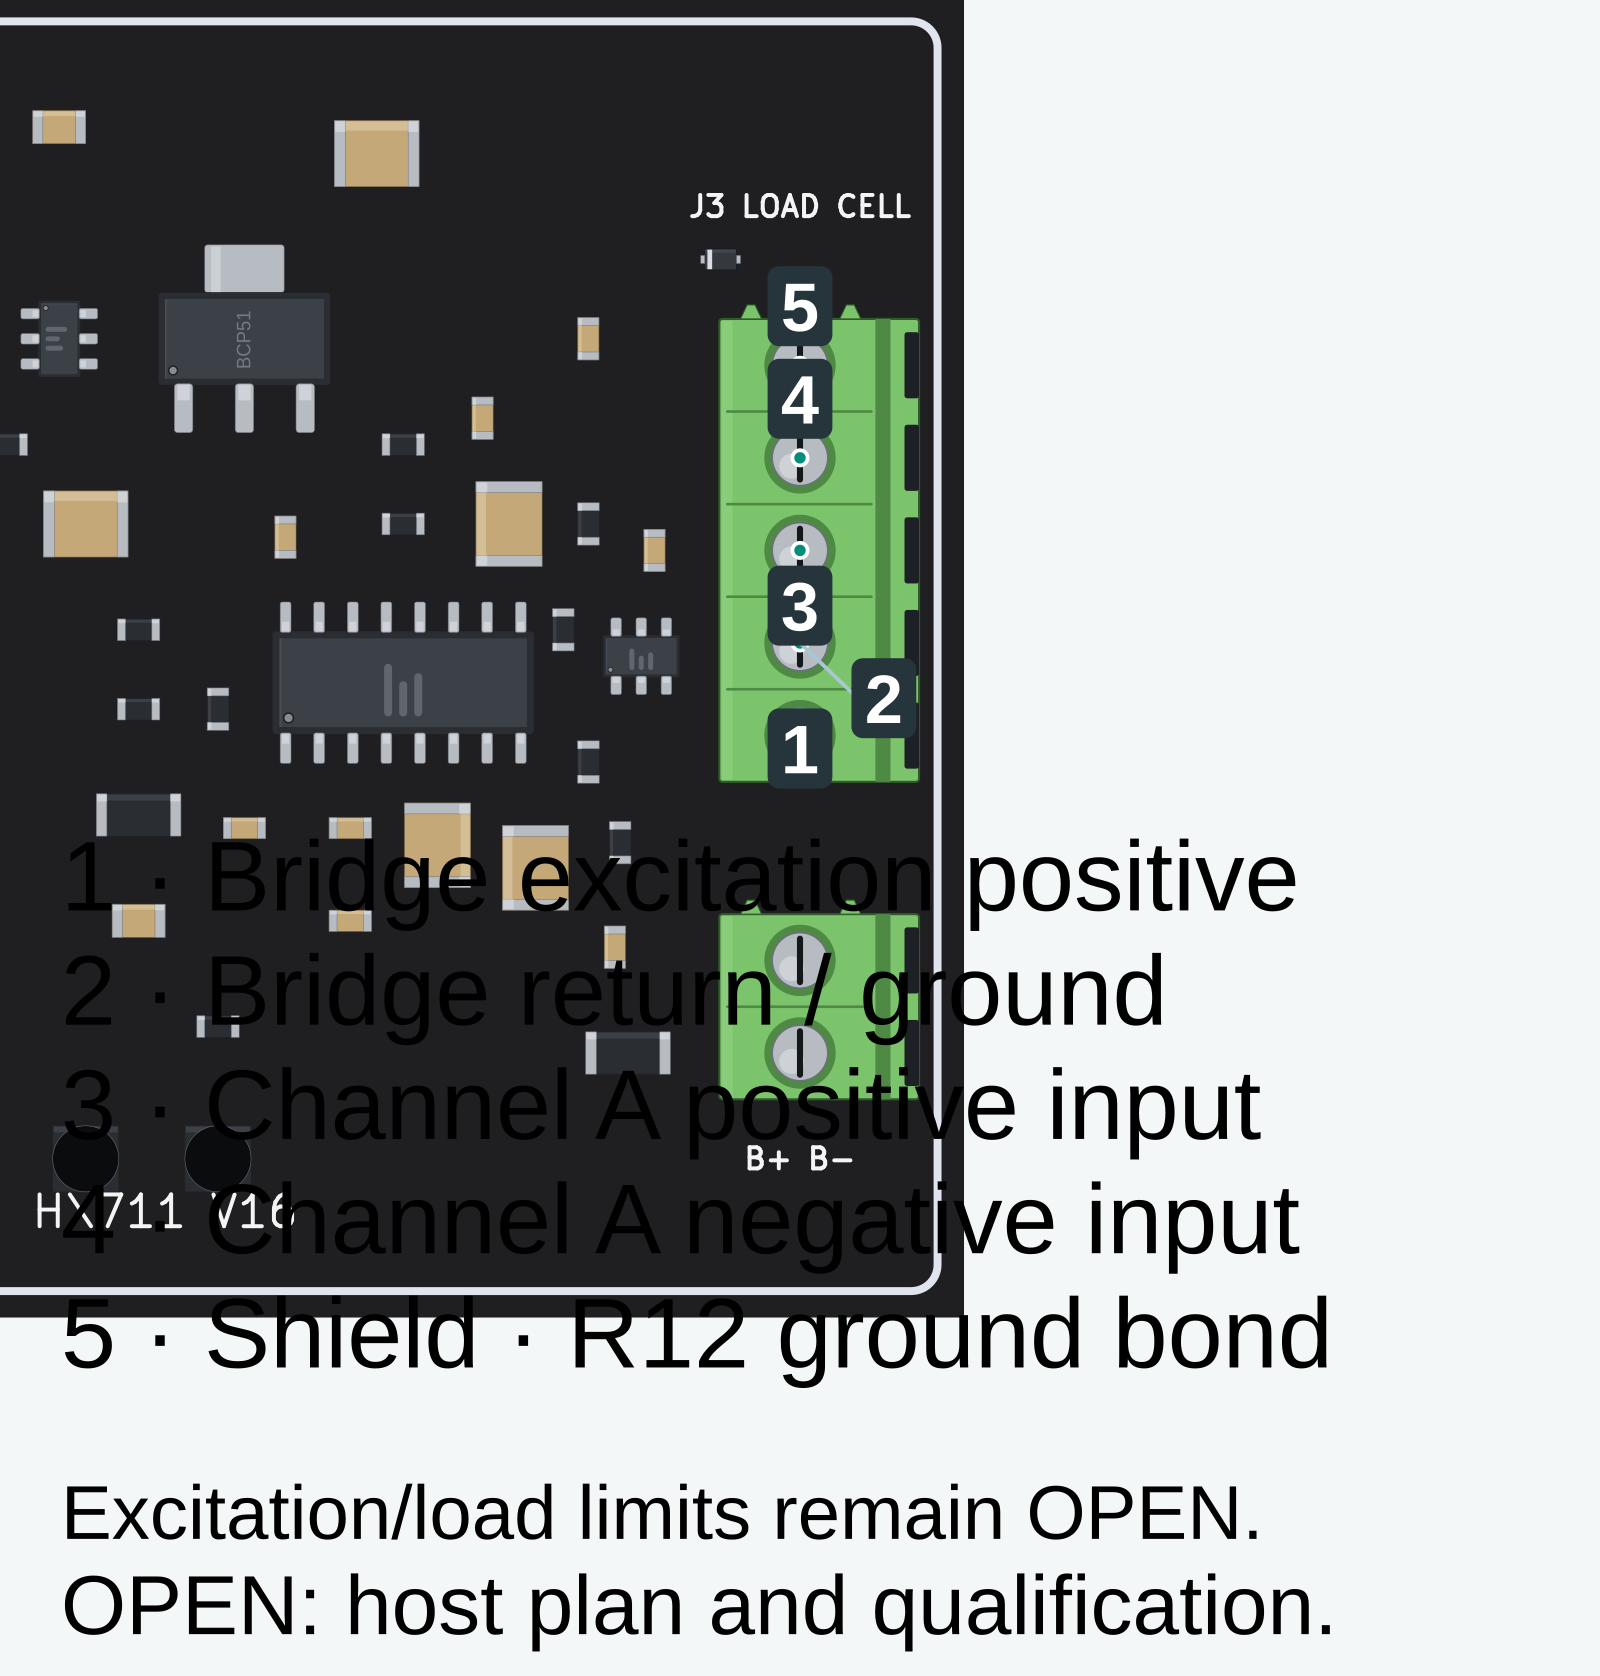 J3 LOAD CELL
5
4
3
2
1
BCP51
1 · Bridge excitation positive
2 · Bridge return / ground
3 · Channel A positive input
B+ B-
HX711 V16
4 · Channel A negative input
5 · Shield · R12 ground bond
Excitation/load limits remain OPEN.
OPEN: host plan and qualification.